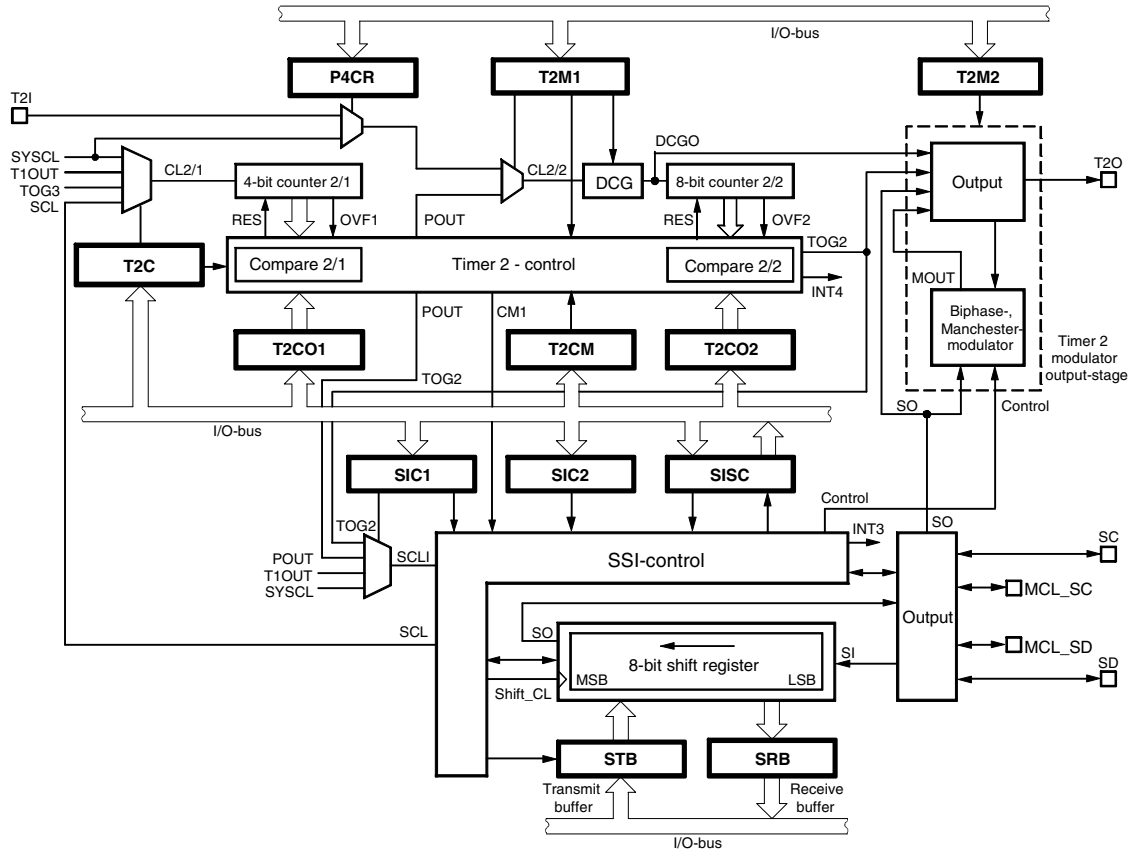 I/O-bus
P4CR
T2M1
T2M2
T2I
SYSCL
T1OUT
TOG3
SCL
CL2/1
4-bit counter 2/1
RES
OVF1
POUT
CL2/2
DCG
DCGO
8-bit counter 2/2
RES
OVF2
TOG2
Output
T2O
MOUT
Biphase-,
Manchester-
modulator
Timer 2
modulator
output-stage
T2C
Compare 2/1
Timer 2 - control
Compare 2/2
INT4
POUT
CM1
T2CO1
T2CM
T2CO2
TOG2
SO
Control
I/O-bus
SIC1
SIC2
SISC
Control
TOG2
POUT
T1OUT
SYSCL
SCLI
SSI-control
INT3
SO
SC
MCL_SC
Output
MCL_SD
SD
SCL
SO
8-bit shift register
MSB
LSB
SI
Shift_CL
STB
SRB
Transmit
buffer
Receive
buffer
I/O-bus